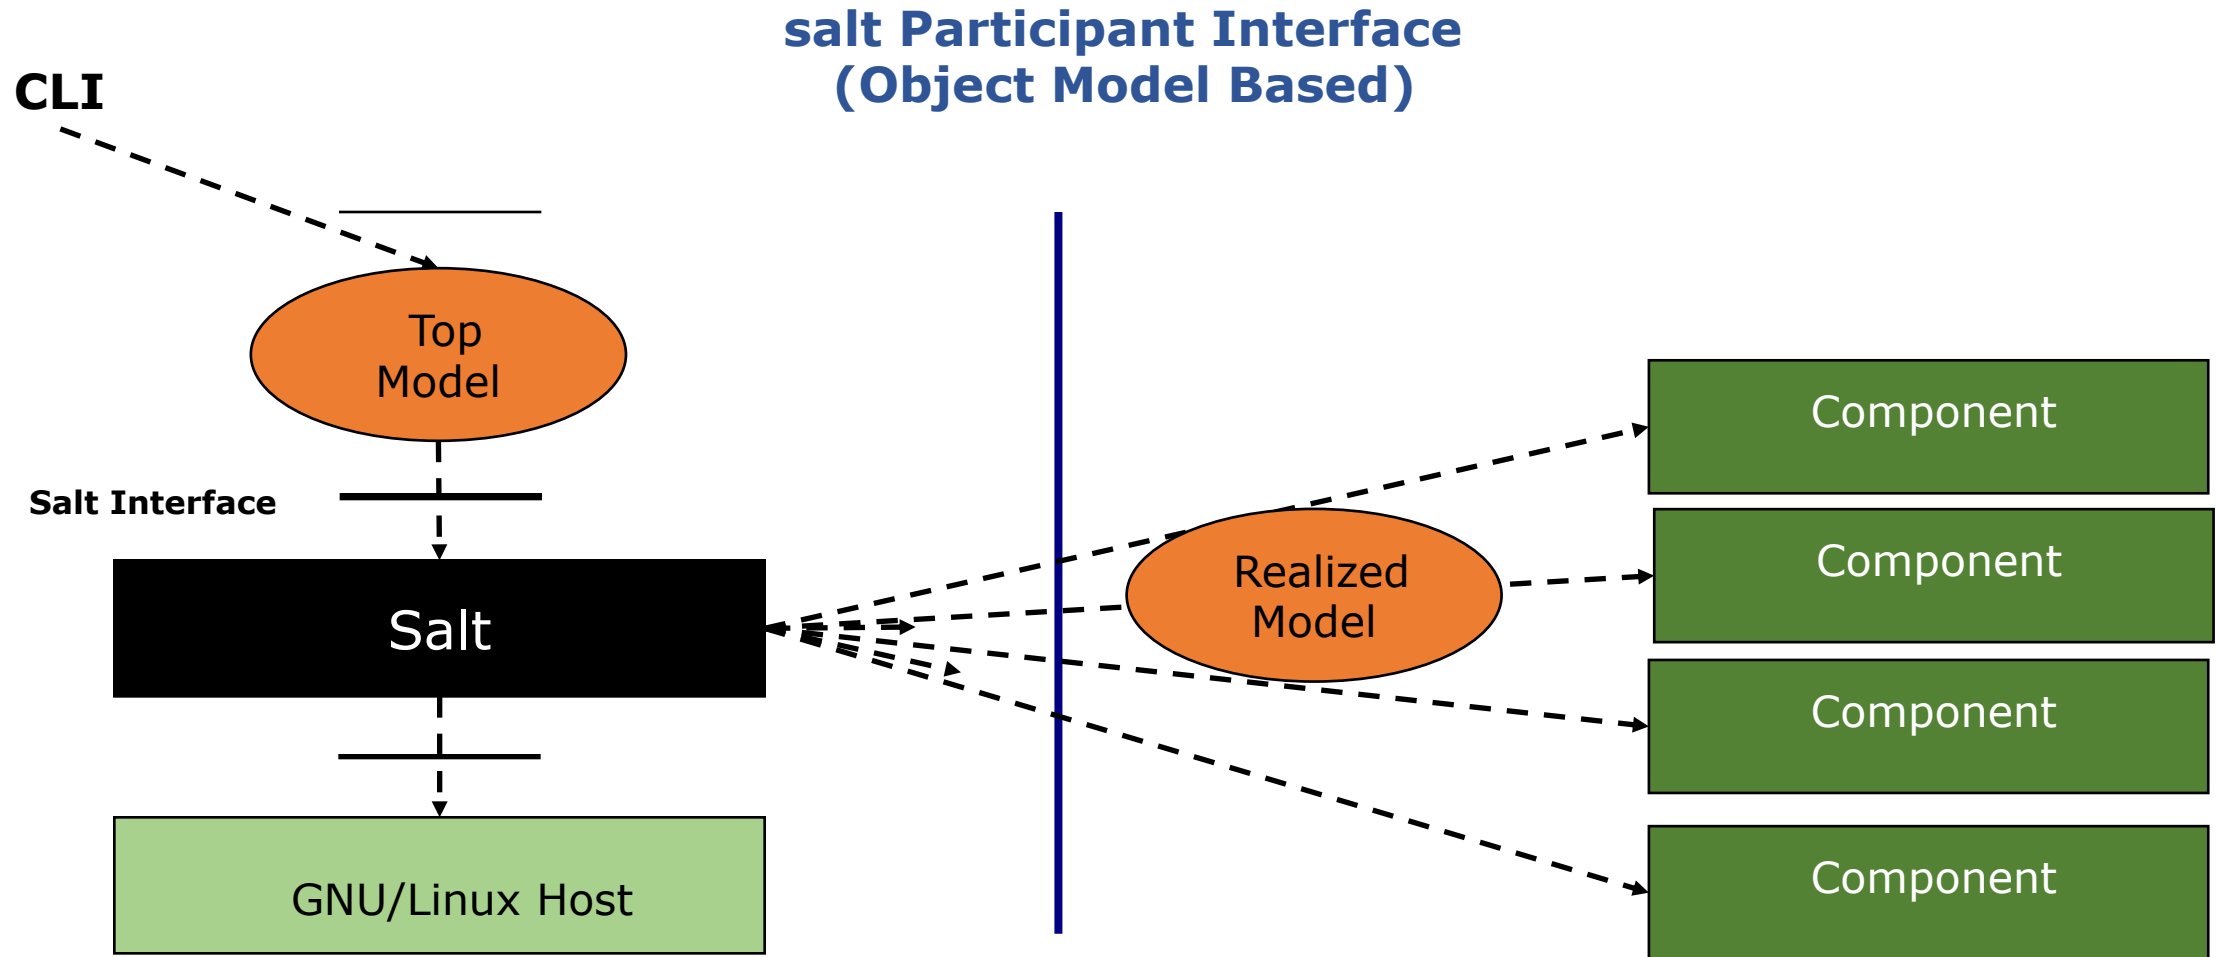 salt Participant Interface
(Object Model Based)
CLI
Top
Model
Salt Interface
Salt
GNU/Linux Host
Realized
Model
Component
Component
Component
Component